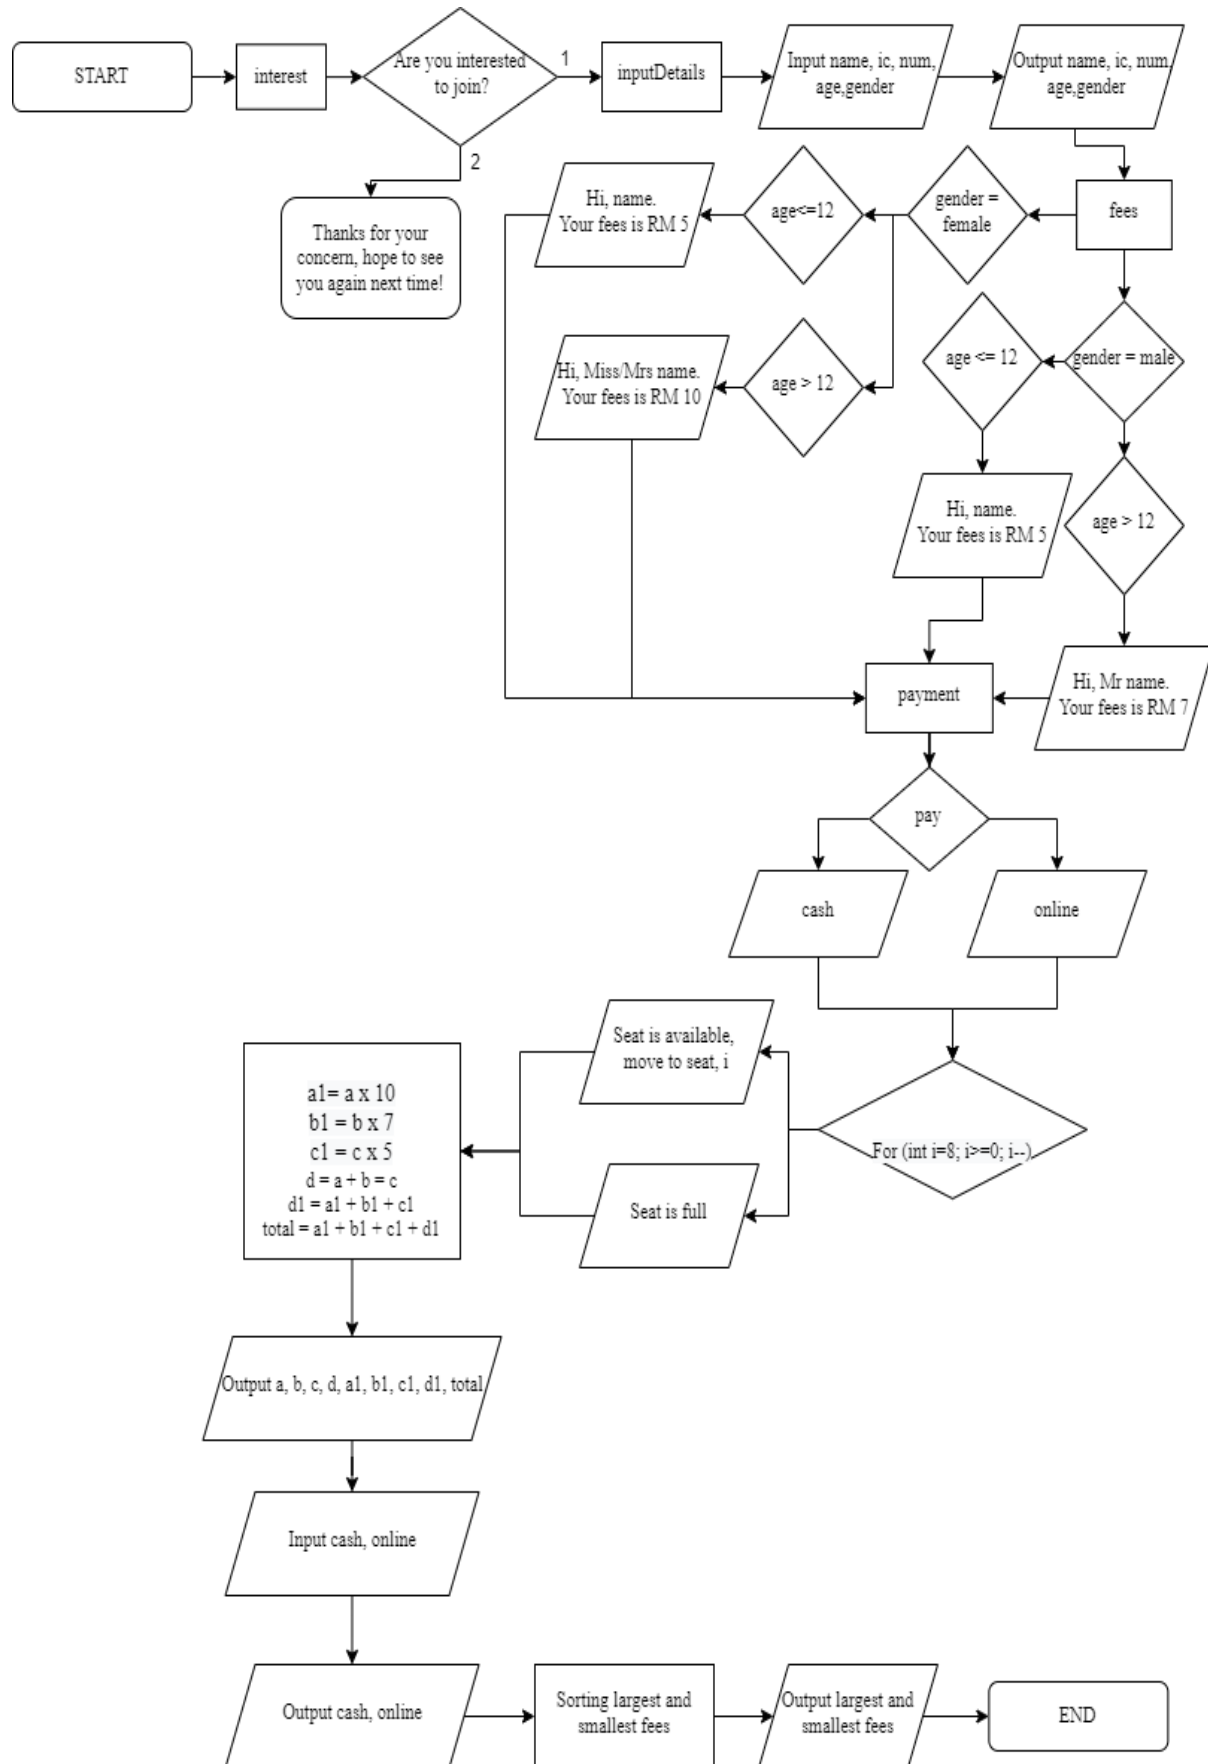 START
interest
Are you interested
to join?
1
2
inputDetails
Input name, ic, num,
age,gender
Output name, ic, num,
age,gender
Thanks for your
concern, hope to see
you again next time!
Hi, name.
Your fees is RM 5
age<=12
gender =
female
fees
Hi, Miss/Mrs name.
Your fees is RM 10
age > 12
age <= 12
gender = male
Hi, name.
Your fees is RM 5
age > 12
payment
Hi, Mr name.
Your fees is RM 7
pay
cash
online
Seat is available,
move to seat, i
For (int i=8; i>=0; i--)
Seat is full
a1= a x 10
b1 = b x 7
c1 = c x 5
d = a + b = c
d1 = a1 + b1 + c1
total = a1 + b1 + c1 + d1
Output a, b, c, d, a1, b1, c1, d1, total
Input cash, online
Output cash, online
Sorting largest and
smallest fees
Output largest and
smallest fees
END